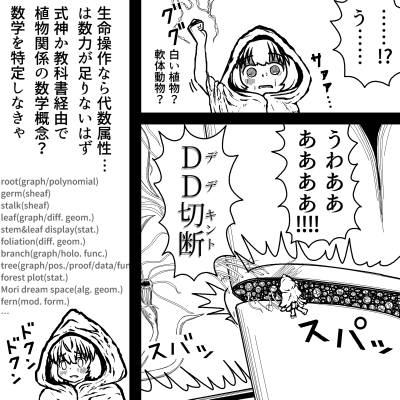 ……!?
う……
サァァ…
グググ
白い植物？
軟体動物？
うわああ
ああああ!!!!
DD切断
デデキント
スパッ
ズバッ
生命操作なら代数属性…
は数力が足りないはず
式神か教科書経由で
植物関係の数学概念？
数学を特定しなきゃ
root(graph/polynomial)
germ(sheaf)
stalk(sheaf)
leaf(graph/diff. geom.)
stem&leaf display(stat.)
foliation(diff. geom.)
branch(graph/holo. func.)
tree(graph/pos./proof/data/fun
forest plot(stat.)
Mori dream space(alg. geom.)
fern(mod. form.)
…
ドクン
ドクン